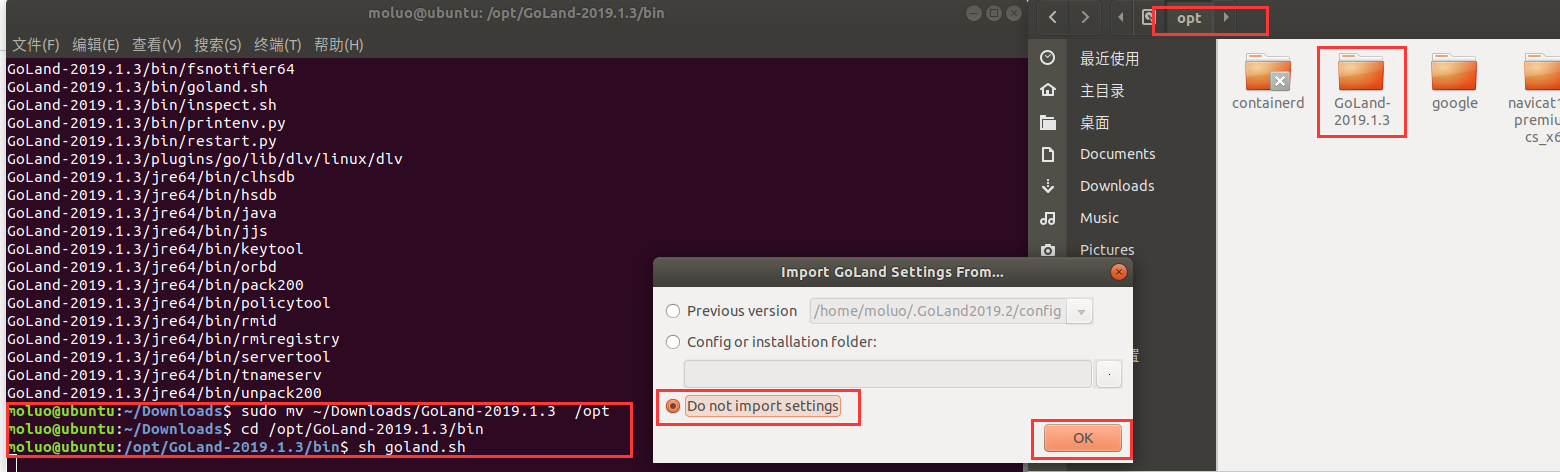 moluo@ubuntu: /opt/GoLand-2019.1.3/bin
文件(F) 编辑(E) 查看(V) 搜索(S) 终端(T) 帮助(H)
GoLand-2019.1.3/bin/fsnotifier64
GoLand-2019.1.3/bin/goland.sh
GoLand-2019.1.3/bin/inspect.sh
GoLand-2019.1.3/bin/printenv.py
GoLand-2019.1.3/bin/restart.py
GoLand-2019.1.3/plugins/go/lib/dlv/linux/dlv
GoLand-2019.1.3/jre64/bin/clhsdb
GoLand-2019.1.3/jre64/bin/hsdb
GoLand-2019.1.3/jre64/bin/java
GoLand-2019.1.3/jre64/bin/jjs
GoLand-2019.1.3/jre64/bin/keytool
GoLand-2019.1.3/jre64/bin/orbd
GoLand-2019.1.3/jre64/bin/pack200
GoLand-2019.1.3/jre64/bin/policytool
GoLand-2019.1.3/jre64/bin/rmid
GoLand-2019.1.3/jre64/bin/rmiregistry
GoLand-2019.1.3/jre64/bin/servertool
GoLand-2019.1.3/jre64/bin/tnameserv
GoLand-2019.1.3/jre64/bin/unpack200
moluo@ubuntu:~/Downloads$ sudo mv ~/Downloads/GoLand-2019.1.3  /opt
moluo@ubuntu:~/Downloads$ cd /opt/GoLand-2019.1.3/bin
moluo@ubuntu:/opt/GoLand-2019.1.3/bin$ sh goland.sh
Import GoLand Settings From...
Previous version /home/moluo/.GoLand2019.2/config
Config or installation folder:
Do not import settings
OK
opt
最近使用
主目录
桌面
Documents
Downloads
Music
Pictures
置
containerd
GoLand-
2019.1.3
google
navicat1
premiu
cs_x6